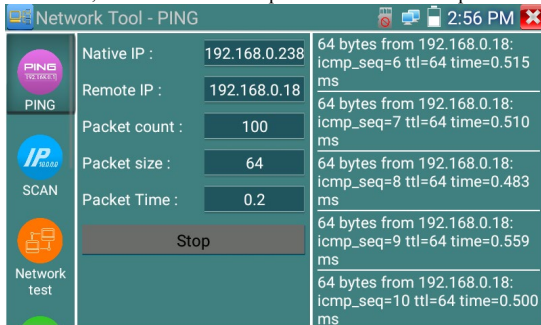 Network Tool - PING
2:56 PM
PING
PING
SCAN
Network
test
Native IP :
192.168.0.238
Remote IP :
192.168.0.18
Packet count :
100
Packet size :
64
Packet Time :
0.2
Stop
64 bytes from 192.168.0.18:
icmp_seq=6 ttl=64 time=0.515
ms
64 bytes from 192.168.0.18:
icmp_seq=7 ttl=64 time=0.510
ms
64 bytes from 192.168.0.18:
icmp_seq=8 ttl=64 time=0.483
ms
64 bytes from 192.168.0.18:
icmp_seq=9 ttl=64 time=0.559
ms
64 bytes from 192.168.0.18:
icmp_seq=10 ttl=64 time=0.500
ms